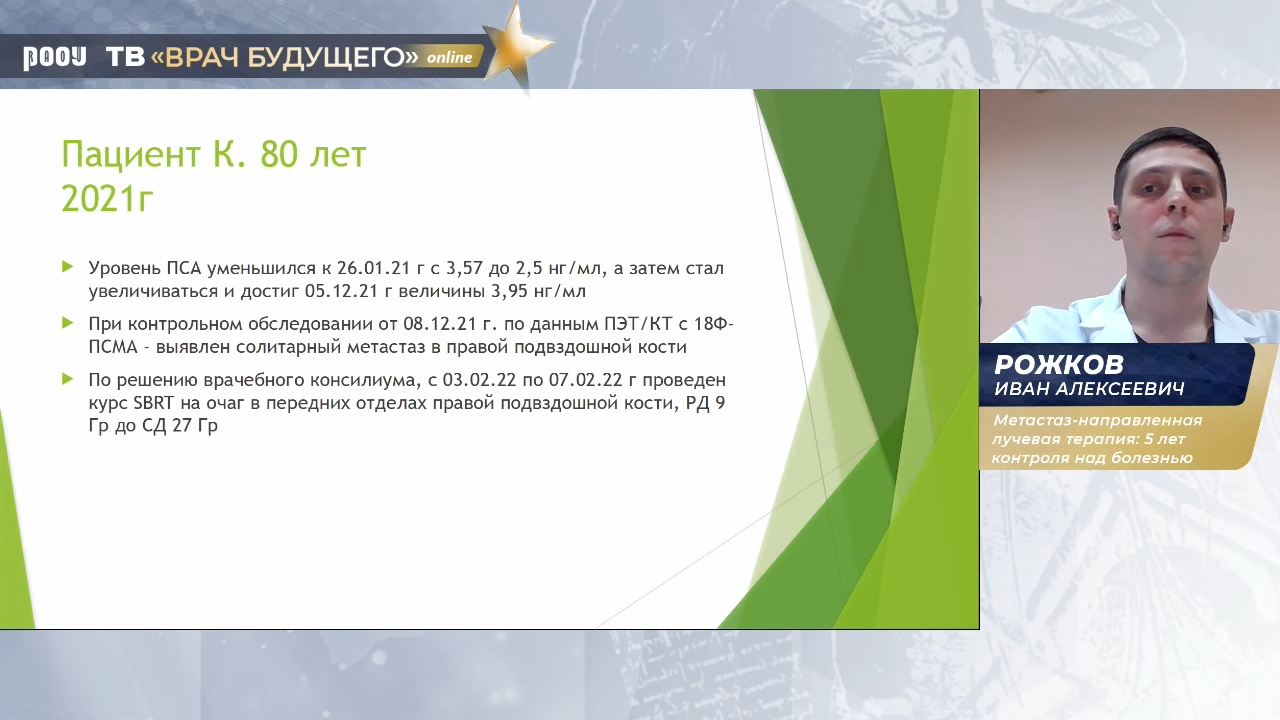 РООУ ТВ «ВРАЧ БУДУЩЕГО» online
Пациент К. 80 лет
2021г
Уровень ПСА уменьшился к 26.01.21 г с 3,57 до 2,5 нг/мл, а затем стал
увеличиваться и достиг 05.12.21 г величины 3,95 нг/мл
При контрольном обследовании от 08.12.21 г. по данным ПЭТ/КТ с 18Ф-
ПСМА - выявлен солитарный метастаз в правой подвздошной кости
По решению врачебного консилиума, с 03.02.22 по 07.02.22 г проведен
курс SBRT на очаг в передних отделах правой подвздошной кости, РД 9
Гр до СД 27 Гр
РОЖКОВ
ИВАН АЛЕКСЕЕВИЧ
Метастаз-направленная
лучевая терапия: 5 лет
контроля над болезнью